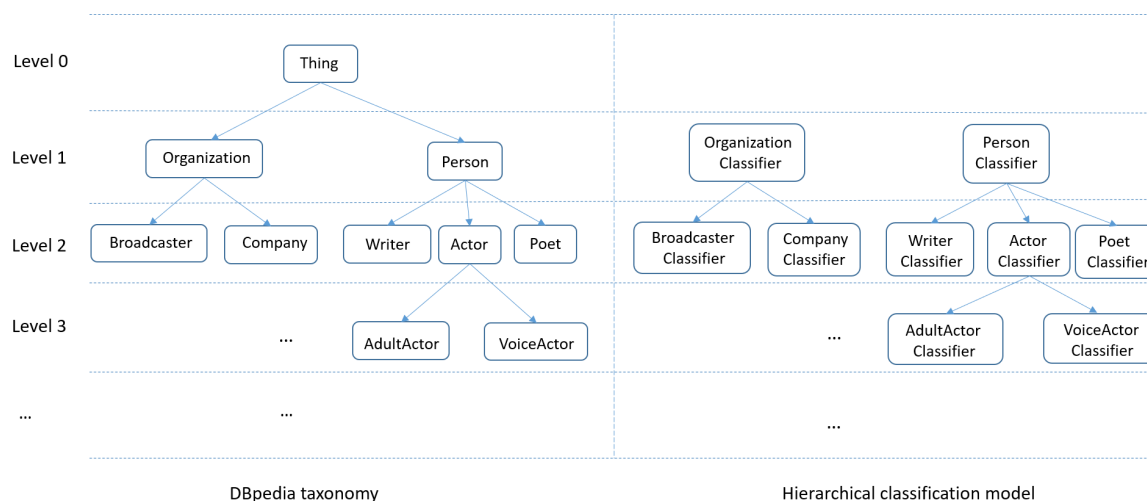 Level 0
Thing
Level 1
Organization
Person
Organization
Classifier
Person
Classifier
Level 2
Broadcaster
Company
Writer
Actor
Poet
Broadcaster
Classifier
Company
Classifier
Writer
Classifier
Actor
Classifier
Poet
Classifier
Level 3
...
AdultActor
VoiceActor
...
AdultActor
Classifier
VoiceActor
Classifier
...
...
...
DBpedia taxonomy
Hierarchical classification model